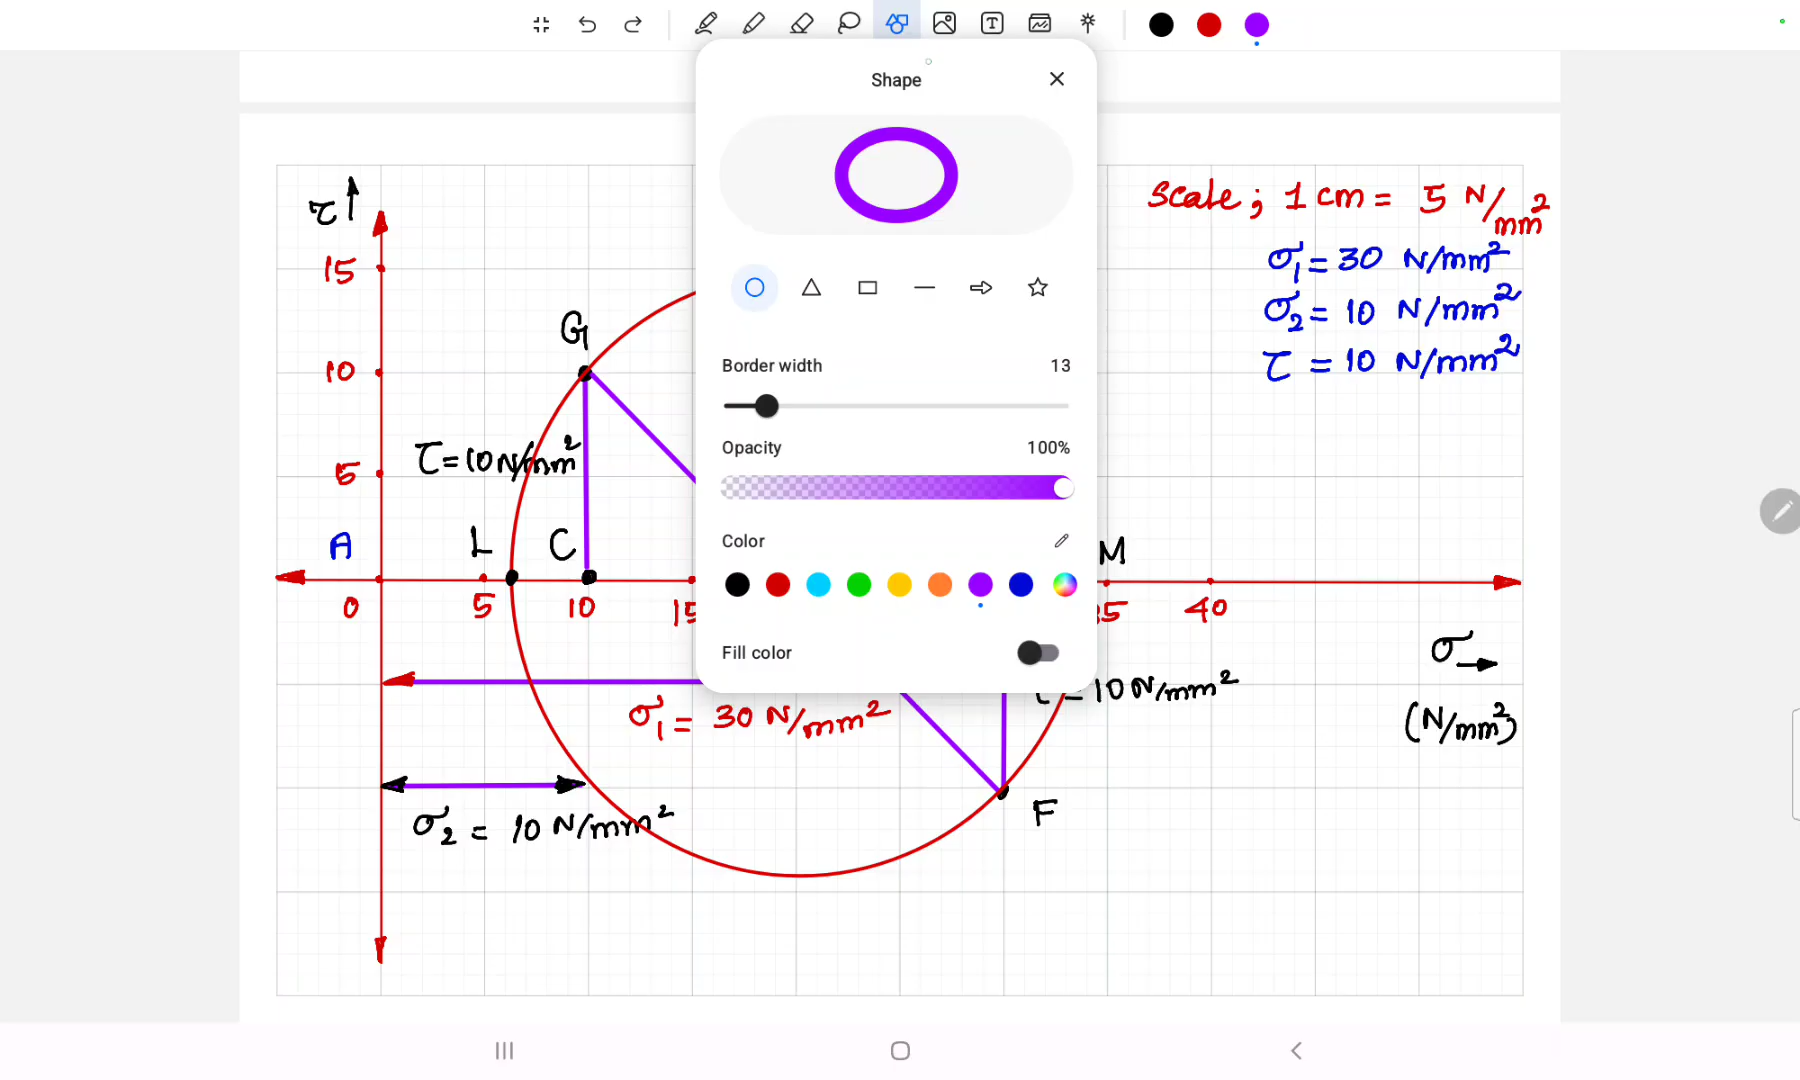 Shape
Scale; 1 cm = 5 N/mm²
τ ↑
σ₁ = 30 N/mm²
15
σ₂ = 10 N/mm²
G
Border width 13
10
τ = 10 N/mm²
Opacity 100%
τ = 10 N/mm²
5
Color
A L C M
0 5 10 15 40
Fill color
σ →
τ = 10 N/mm²
σ₁ = 30 N/mm²
(N/mm²)
σ₂ = 10 N/mm²
F